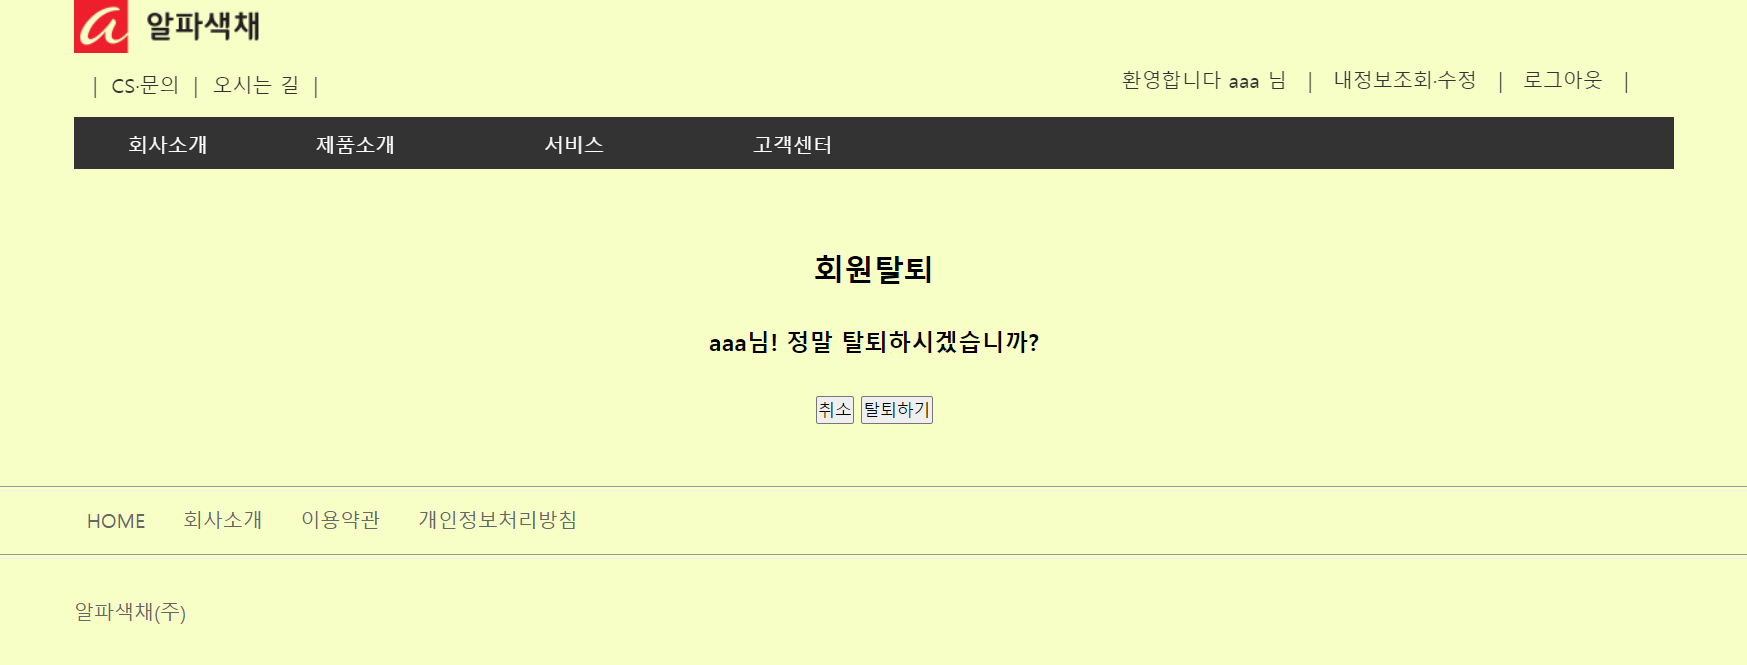 a 알파색채
| CS·문의 | 오시는 길 |
환영합니다 aaa 님 | 내정보조회·수정 | 로그아웃 |
회사소개 제품소개 서비스 고객센터
회원탈퇴
aaa님! 정말 탈퇴하시겠습니까?
취소 탈퇴하기
HOME 회사소개 이용약관 개인정보처리방침
알파색채(주)